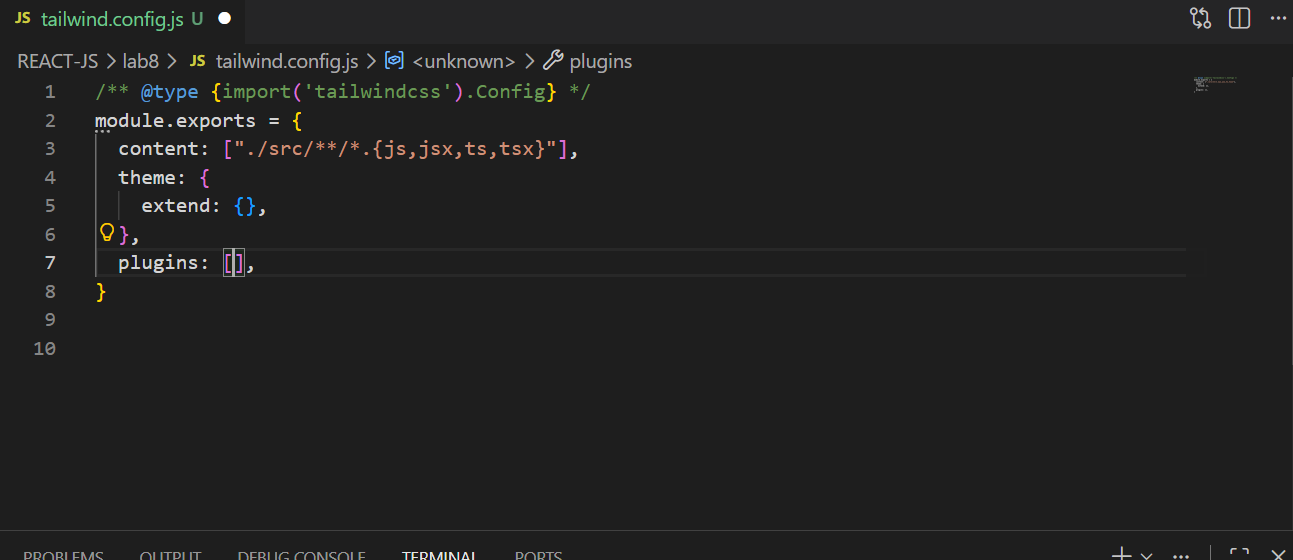 JS tailwind.config.js U
REACT-JS > lab8 > JS tailwind.config.js > <unknown> > plugins
1 /** @type {import('tailwindcss').Config} */
2 module.exports = {
3   content: ["./src/**/*.{js,jsx,ts,tsx}"],
4   theme: {
5     extend: {},
6   },
7   plugins: [],
8 }
9
10
PROBLEMS OUTPUT DEBUG CONSOLE TERMINAL PORTS